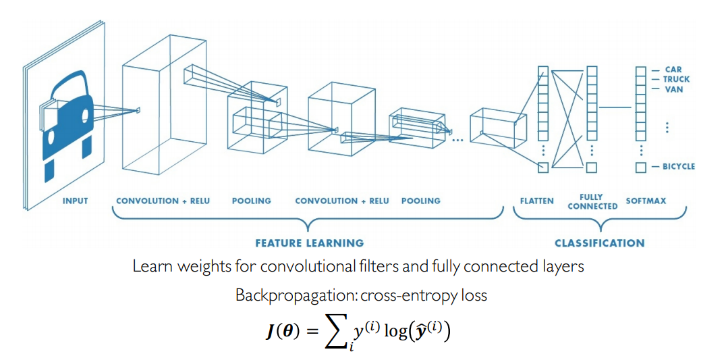 CAR
TRUCK
VAN
BICYCLE
INPUT CONVOLUTION + RELU POOLING CONVOLUTION + RELU POOLING FLATTEN FULLY CONNECTED SOFTMAX
FEATURE LEARNING CLASSIFICATION
Learn weights for convolutional filters and fully connected layers
Backpropagation: cross-entropy loss
J(θ) = ∑ᵢ y⁽ⁱ⁾ log(ŷ⁽ⁱ⁾)